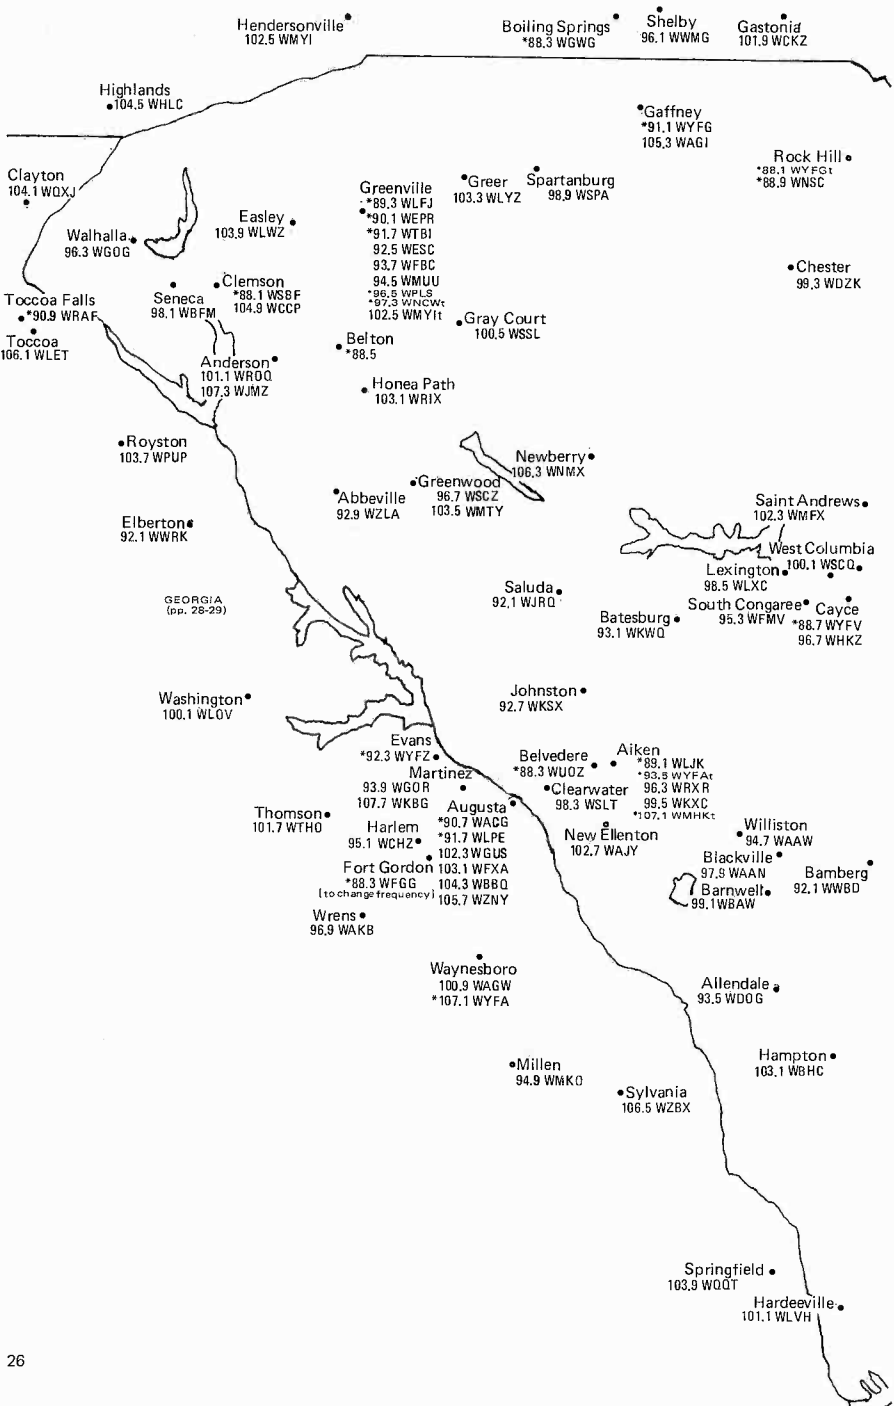 Hendersonville
102.5 WMYI
Boiling Springs
*88.3 WGWG
Shelby
96.1 WWMG
Gastonia
101.9 WCKZ
Highlands
104.5 WHLC
Gaffney
*91.1 WYFG
105.3 WAGI
Rock Hill
*88.1 WYFGt
*88.9 WNSC
Clayton
104.1 WQXJ
Walhalla
96.3 WGOG
Easley
103.9 WLWZ
Greenville
*89.3 WLFJ
*90.1 WEPR
*91.7 WTBI
92.5 WESC
93.7 WFBC
94.5 WMUU
*96.5 WPLS
*97.3 WNCWt
102.5 WMYIt
Greer
103.3 WLYZ
Spartanburg
98.9 WSPA
Chester
99.3 WDZK
Toccoa Falls
*90.9 WRAF
Toccoa
106.1 WLET
Seneca
98.1 WBFM
Clemson
*88.1 WSBF
104.9 WCCP
Gray Court
100.5 WSSL
Anderson
101.1 WROQ
107.3 WJMZ
Belton
*88.5
Honea Path
103.1 WRIX
Royston
103.7 WPUP
Newberry
106.3 WNMX
Greenwood
96.7 WSCZ
103.5 WMTY
Abbeville
92.9 WZLA
Elberton
92.1 WWRK
Saint Andrews
102.3 WMFX
West Columbia
100.1 WSCQ
Lexington
98.5 WLXC
GEORGIA
(pp. 28-29)
Saluda
92.1 WJRQ
Batesburg
93.1 WKWQ
South Congaree
95.3 WFMV
Cayce
*88.7 WYFV
96.7 WHKZ
Washington
100.1 WLOV
Johnston
92.7 WKSX
Evans
*92.3 WYFZ
Martinez
93.9 WGOR
107.7 WKBG
Belvedere
*88.3 WUOZ
Aiken
*89.1 WLJK
*93.5 WYFAt
96.3 WRXR
99.5 WKXC
*107.1 WMHKt
Clearwater
98.3 WSLT
Thomson
101.7 WTHO
Harlem
95.1 WCHZ
Augusta
*90.7 WACG
*91.7 WLPE
102.3 WGUS
103.1 WFXA
104.3 WBBQ
105.7 WZNY
New Ellenton
102.7 WAJY
Williston
94.7 WAAW
Fort Gordon
*88.3 WFGG
[to change frequency]
Blackville
97.9 WAAN
Barnwell
99.1 WBAW
Bamberg
92.1 WWBD
Wrens
96.9 WAKB
Waynesboro
100.9 WAGW
*107.1 WYFA
Allendale
93.5 WDOG
Millen
94.9 WMKO
Hampton
103.1 WBHC
Sylvania
106.5 WZBX
Springfield
103.9 WQQT
Hardeeville
101.1 WLVH
26